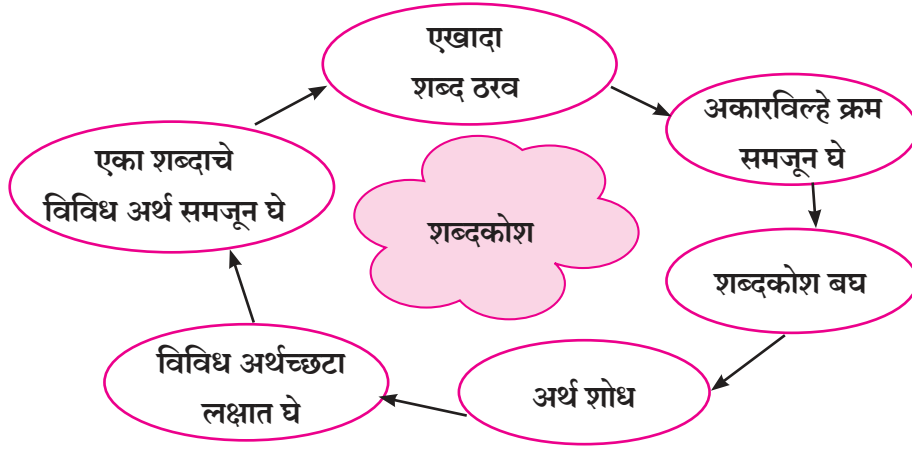 एखादा
शब्द ठरव
अकारविल्हे क्रम
समजून घे
शब्दकोश बघ
अर्थ शोध
विविध अर्थच्छटा
लक्षात घे
एका शब्दाचे
विविध अर्थ समजून घे
शब्दकोश